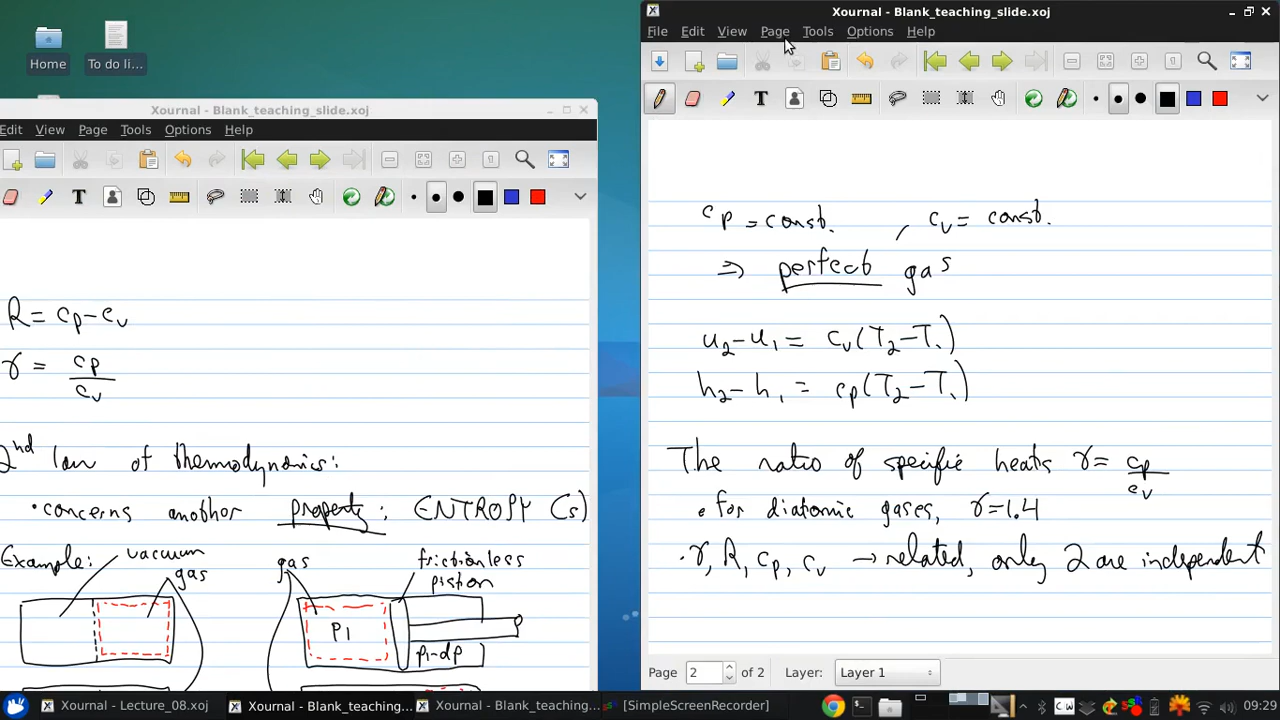 Home
To do li...
Xournal - Blank_teaching_slide.xoj
Edit View Page Tools Options Help
R = cp-cv
γ = cp/cv
2nd law of thermodynamics:
• concerns another property: ENTROPY (s)
Example: vacuum gas gas frictionless piston
P1
p1-dp
Xournal - Blank_teaching_slide.xoj
File Edit View Page Tools Options Help
cp = const. , cv = const.
⇒ perfect gas
u2-u1 = cv(T2-T1)
h2-h1 = cp(T2-T1)
The ratio of specific heats γ = cp/cv
• for diatomic gases, γ=1.4
• γ, R, cp, cv → related, only 2 are independent
Page 2 of 2 Layer: Layer 1
Xournal - Lecture_08.xoj Xournal - Blank_teaching... Xournal - Blank_teaching... [SimpleScreenRecorder] 09:29